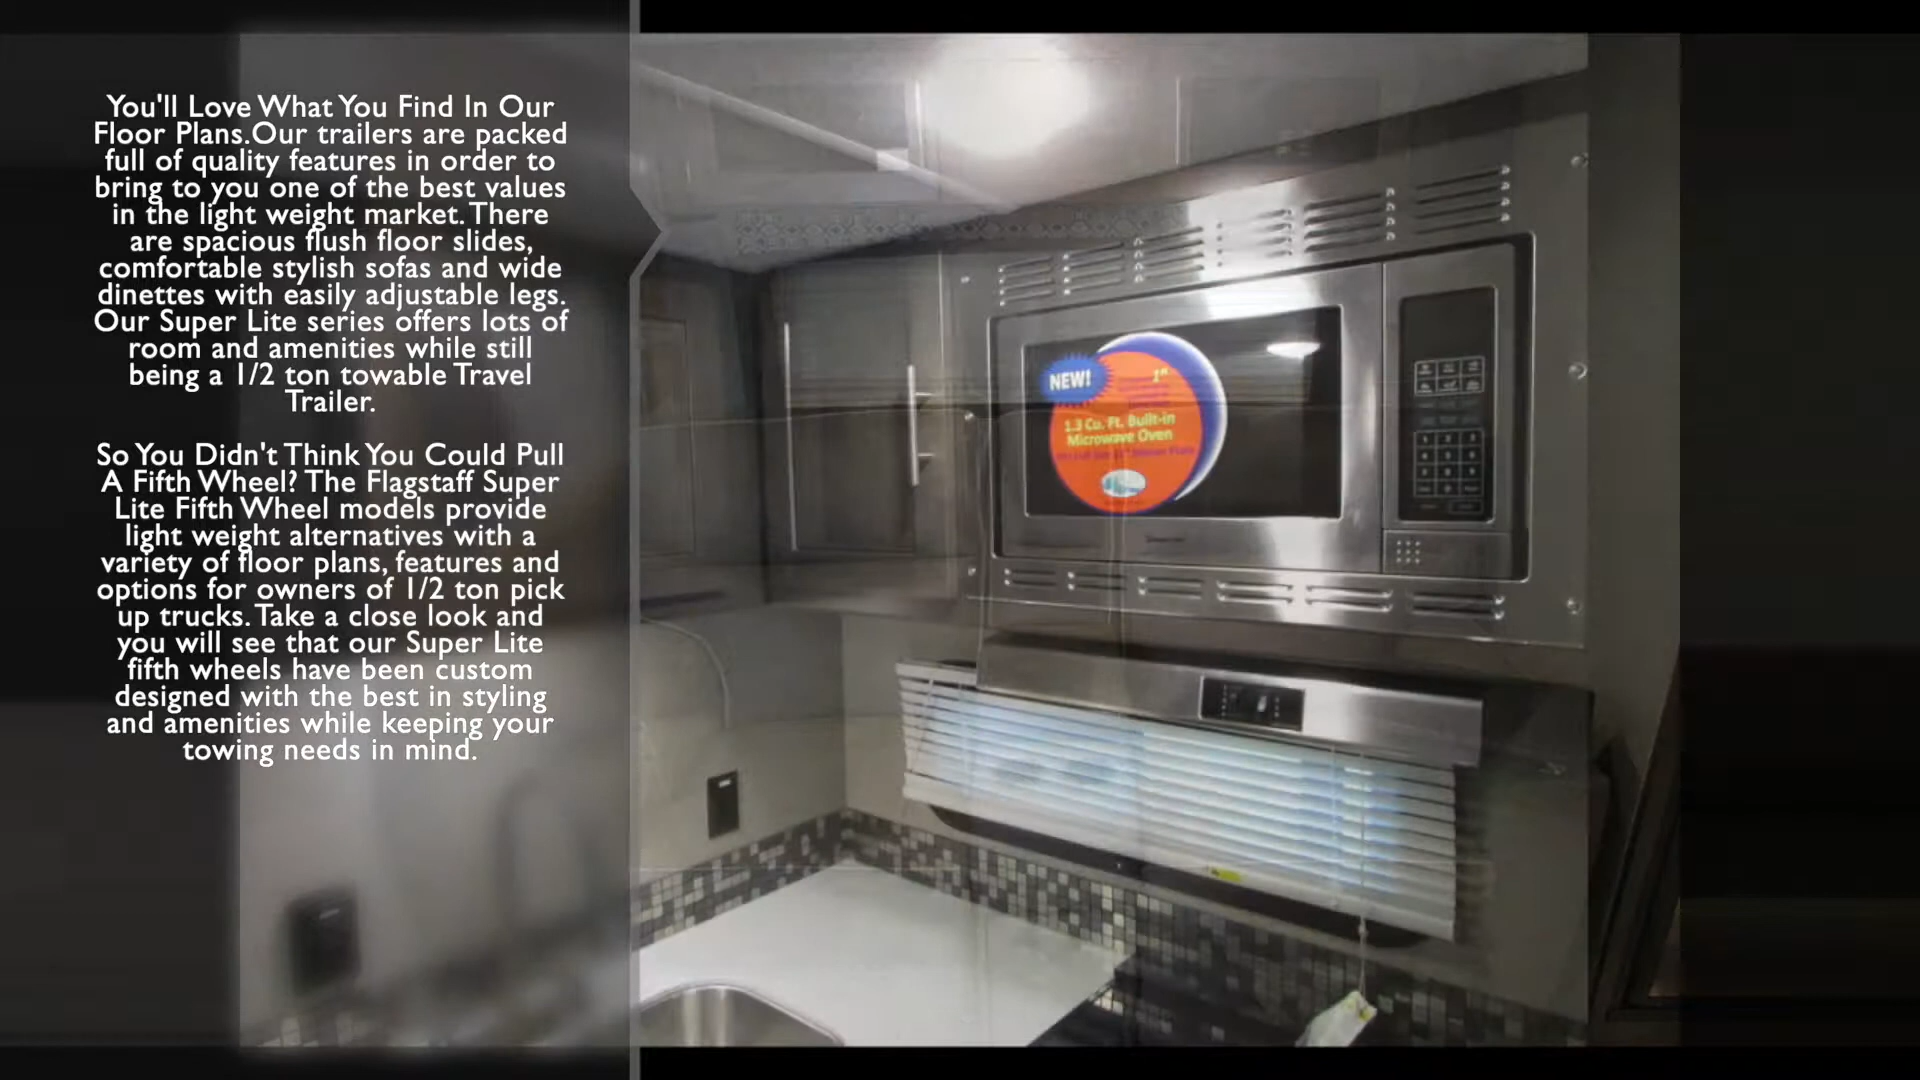 You'll Love What You Find In Our
Floor Plans.Our trailers are packed
full of quality features in order to
bring to you one of the best values
in the light weight market. There
are spacious flush floor slides,
comfortable stylish sofas and wide
dinettes with easily adjustable legs.
Our Super Lite series offers lots of
room and amenities while still
being a 1/2 ton towable Travel
Trailer.
So You Didn't Think You Could Pull
A Fifth Wheel? The Flagstaff Super
Lite Fifth Wheel models provide
light weight alternatives with a
variety of floor plans, features and
options for owners of 1/2 ton pick
up trucks. Take a close look and
you will see that our Super Lite
fifth wheels have been custom
designed with the best in styling
and amenities while keeping your
towing needs in mind.
NEW!
1.3 Cu. Ft. Built-in
Microwave Oven